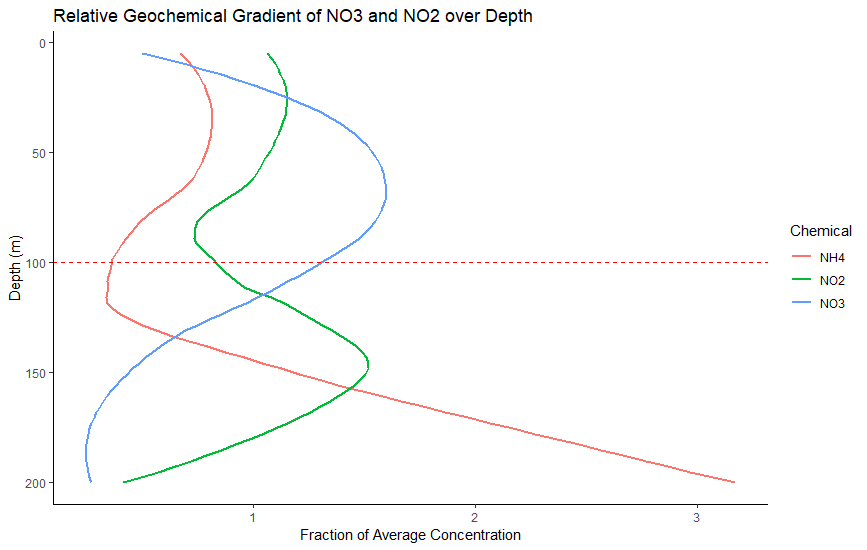 Relative Geochemical Gradient of NO3 and NO2 over Depth
0
50
100
150
200
Depth (m)
1 2 3
Fraction of Average Concentration
Chemical
NH4
NO2
NO3